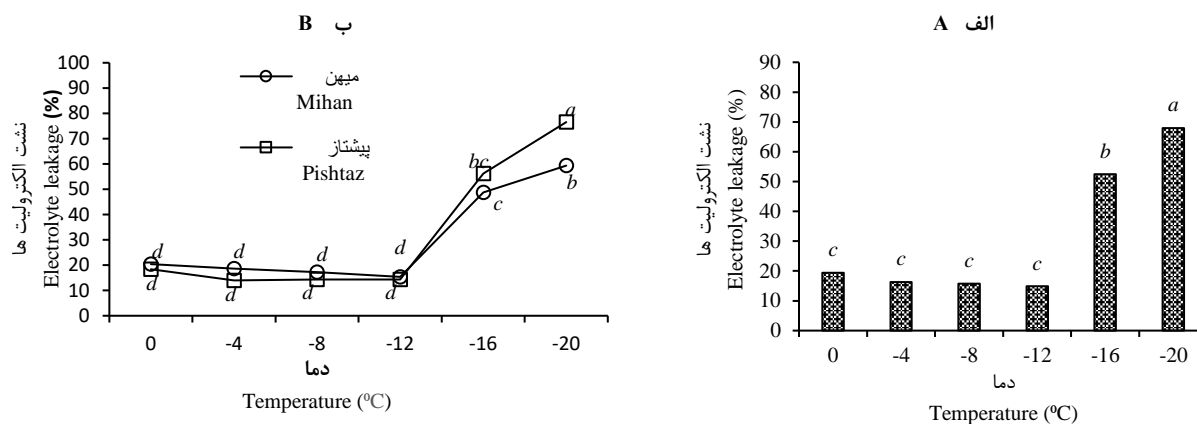 ب B
نشت الکترولیت ها
Electrolyte leakage (%)
100
90
80
70
60
50
40
30
20
10
0
میهن
Mihan
پیشتاز
Pishtaz
d d d d bc a
d d d d c b
0 -4 -8 -12 -16 -20
دما
Temperature (⁰C)
الف A
نشت الکترولیت ها
Electrolyte leakage (%)
90
80
70
60
50
40
30
20
10
0
c c c c b a
0 -4 -8 -12 -16 -20
دما
Temperature (⁰C)